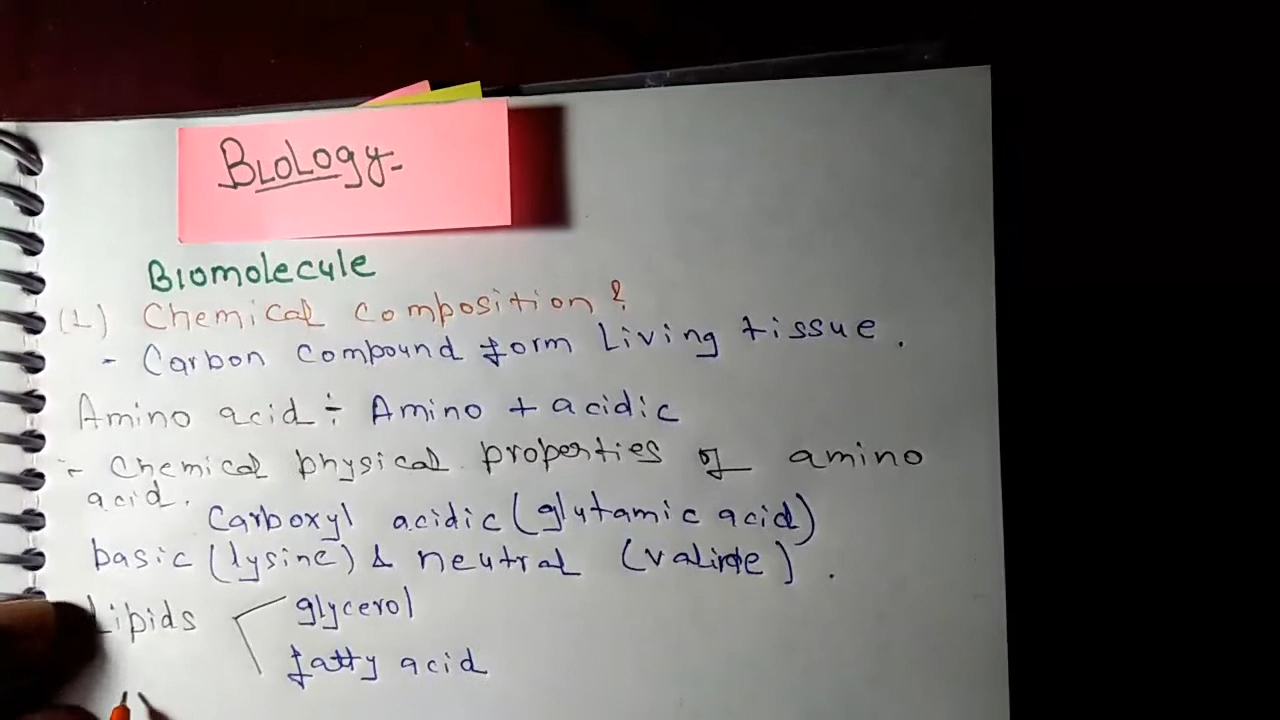 Biology-
Biomolecule
(1) Chemical composition?
- Carbon compound form Living tissue.
Amino acid ÷ Amino + acidic
- Chemical physical properties of amino
acid.
Carboxyl acidic (glutamic acid)
basic (lysine) & neutral (valine).
Lipids
glycerol
fatty acid